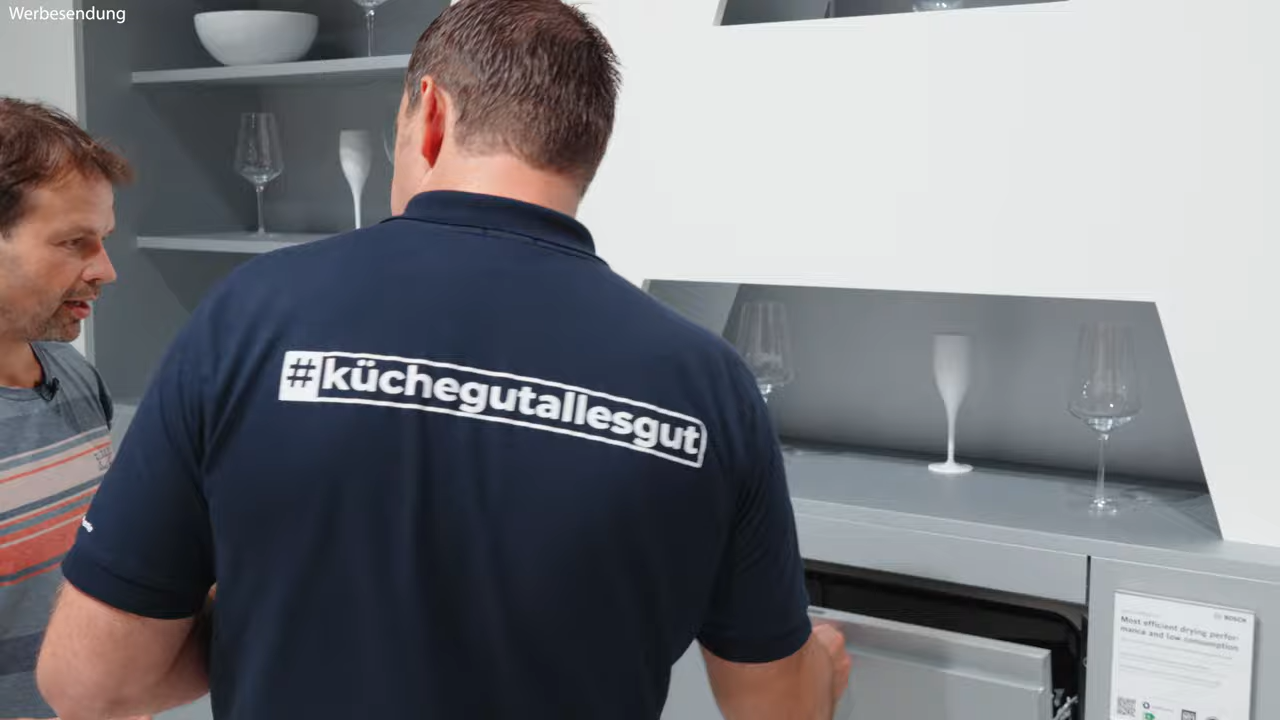 Werbesendung
#küchegutallesgut
BOSCH
Most efficient drying perfor-
mance and low consumption